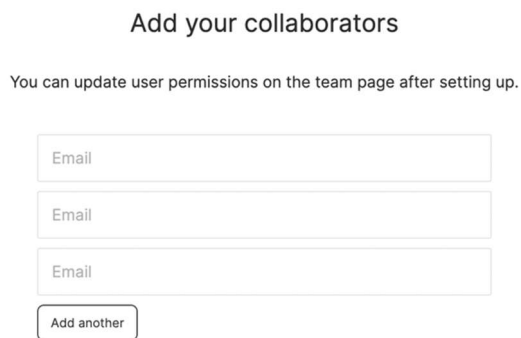 Add your collaborators
You can update user permissions on the team page after setting up.
Email
Email
Email
Add another